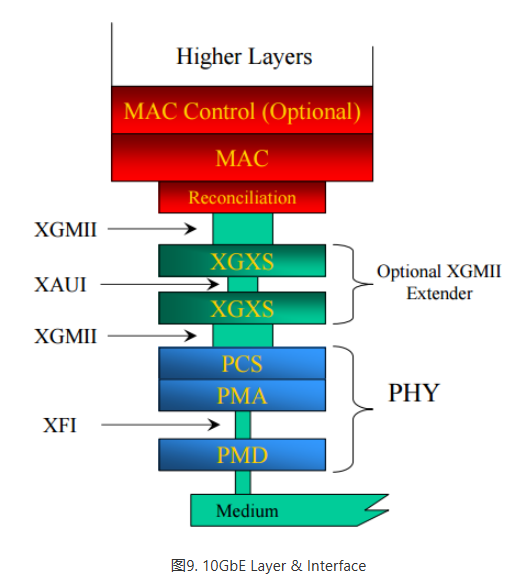 Higher Layers
MAC Control (Optional)
MAC
Reconciliation
XGMII
XGXS
XAUI
Optional XGMII
Extender
XGXS
XGMII
PCS
PMA
PHY
XFI
PMD
Medium
图9. 10GbE Layer & Interface